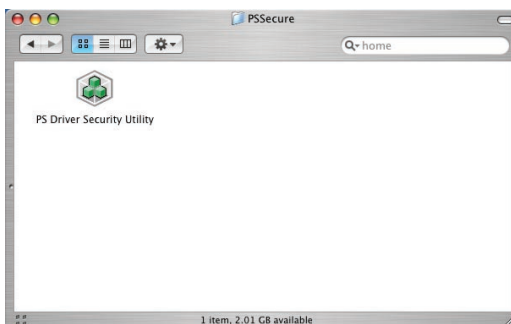 PSSecure
home
PS Driver Security Utility
1 item, 2.01 GB available